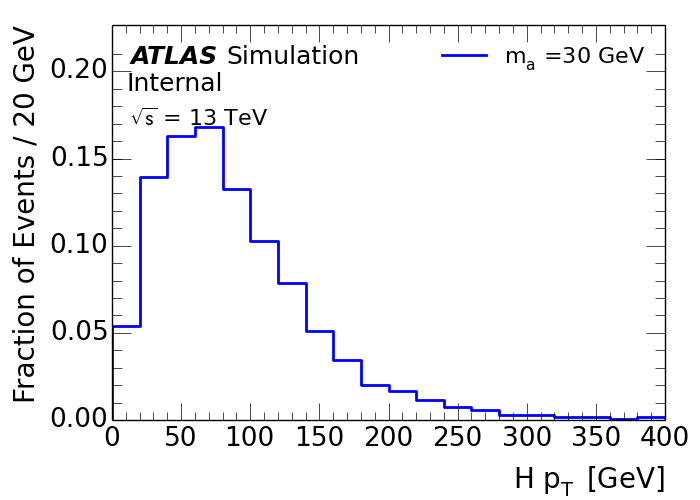 ATLAS Simulation
Internal
√s = 13 TeV
mₐ =30 GeV
Fraction of Events / 20 GeV
0.20
0.15
0.10
0.05
0.00
0 50 100 150 200 250 300 350 400
H p_T [GeV]